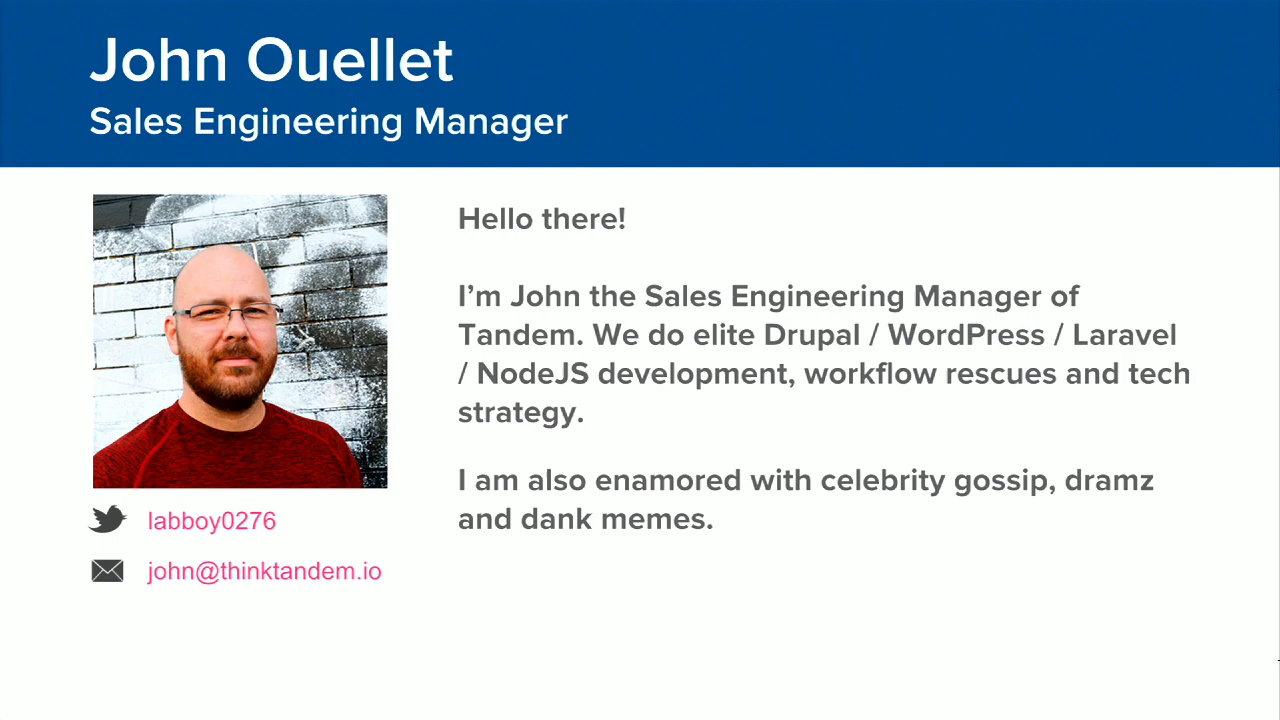 John Ouellet
Sales Engineering Manager
Hello there!
I’m John the Sales Engineering Manager of
Tandem. We do elite Drupal / WordPress / Laravel
/ NodeJS development, workflow rescues and tech
strategy.
I am also enamored with celebrity gossip, dramz
and dank memes.
labboy0276
john@thinktandem.io